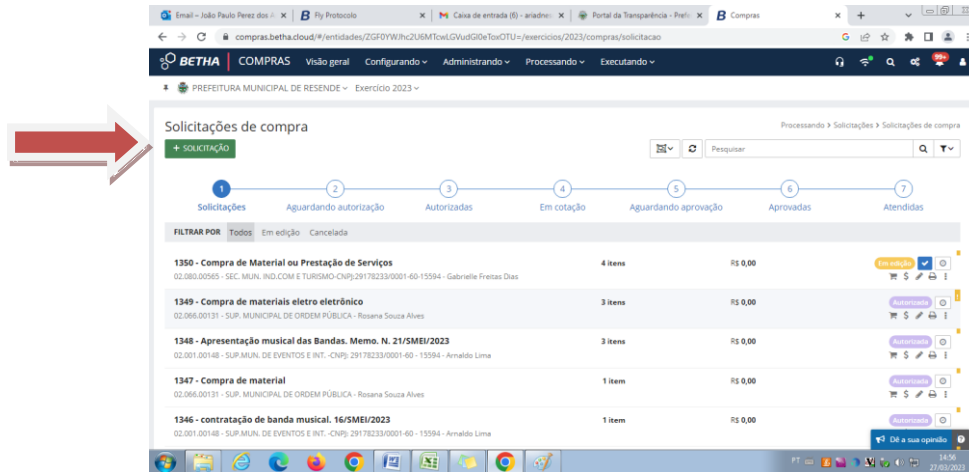 Email – João Paulo Perez dos A
Fly Protocolo
Caixa de entrada (6) - ariadnes
Portal da Transparência - Prefe
Compras
compras.betha.cloud/#/entidades/ZGF0YWJhc2U6MTcwLGVudGl0eToxOTU=/exercicios/2023/compras/solicitacao
BETHA COMPRAS Visão geral Configurando Administrando Processando Executando 99+
PREFEITURA MUNICIPAL DE RESENDE Exercício 2023
Solicitações de compra
Processando > Solicitações > Solicitações de compra
+ SOLICITAÇÃO
Pesquisar
1 2 3 4 5 6 7
Solicitações Aguardando autorização Autorizadas Em cotação Aguardando aprovação Aprovadas Atendidas
FILTRAR POR Todos Em edição Cancelada
1350 - Compra de Material ou Prestação de Serviços 4 itens R$ 0,00 Em edição
02.080.00565 - SEC. MUN. IND.COM E TURISMO-CNPJ:29178233/0001-60-15594 - Gabrielle Freitas Dias
1349 - Compra de materiais eletro eletrônico 3 itens R$ 0,00 Autorizada
02.066.00131 - SUP. MUNICIPAL DE ORDEM PÚBLICA - Rosana Souza Alves
1348 - Apresentação musical das Bandas. Memo. N. 21/SMEI/2023 3 itens R$ 0,00 Autorizada
02.001.00148 - SUP.MUN. DE EVENTOS E INT. -CNPJ: 29178233/0001-60 - 15594 - Arnaldo Lima
1347 - Compra de material 1 item R$ 0,00 Autorizada
02.066.00131 - SUP. MUNICIPAL DE ORDEM PÚBLICA - Rosana Souza Alves
1346 - contratação de banda musical. 16/SMEI/2023 1 item R$ 0,00 Autorizada
02.001.00148 - SUP.MUN. DE EVENTOS E INT. -CNPJ: 29178233/0001-60 - 15594 - Arnaldo Lima
Dê a sua opinião
PT 14:56
27/03/2023